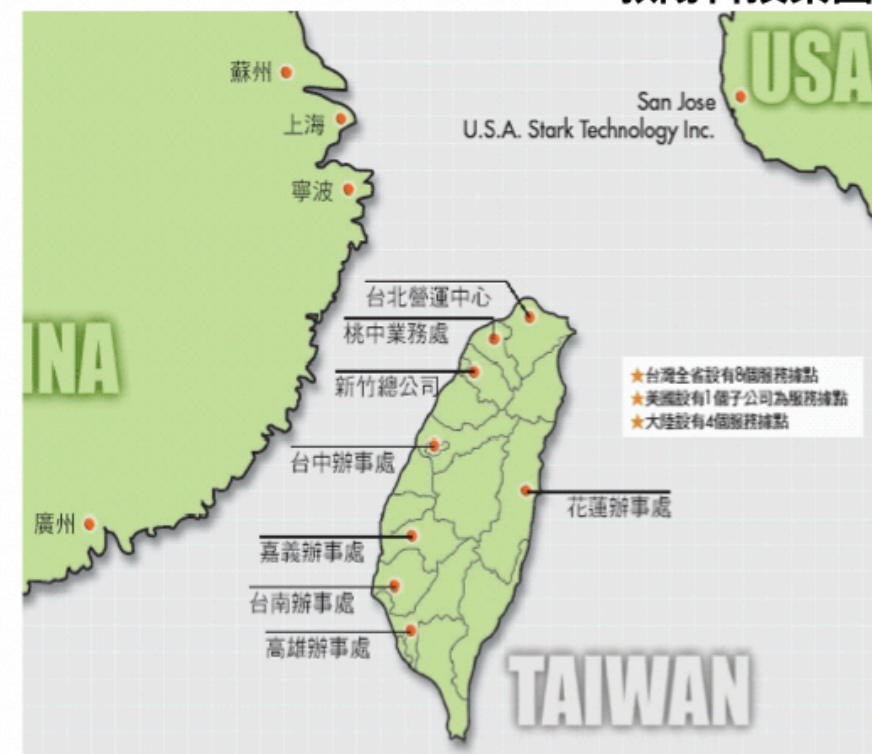 USA
蘇州
San Jose
U.S.A. Stark Technology Inc.
上海
寧波
台北營運中心
桃中業務處
INA
新竹總公司
★台灣全省設有8個服務據點
★美國設有1個子公司為服務據點
★大陸設有4個服務據點
台中辦事處
花蓮辦事處
廣州
嘉義辦事處
台南辦事處
高雄辦事處
TAIWAN